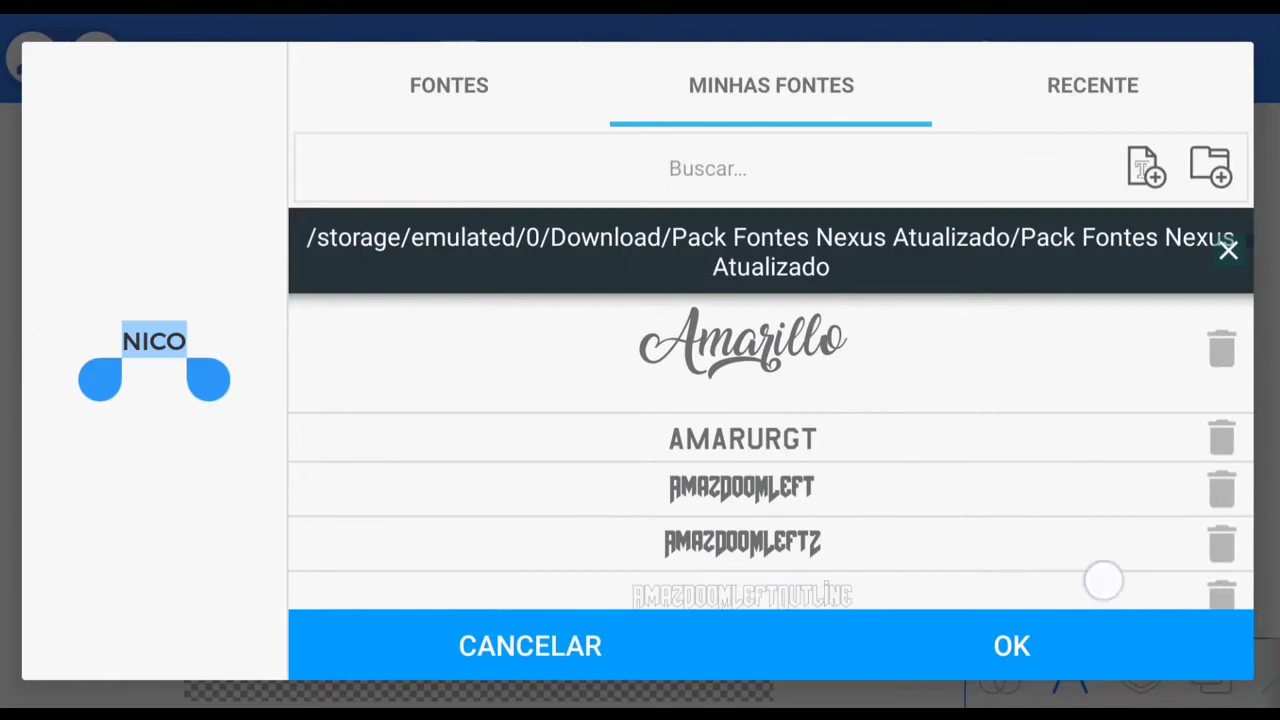 FONTES
MINHAS FONTES
RECENTE
Buscar...
/storage/emulated/0/Download/Pack Fontes Nexus Atualizado/Pack Fontes Nexus
Atualizado
NICO
Amarillo
AMARURGT
AMAZDOOMLEFT
AMAZDOOMLEFT2
AMAZDOOMLEFTOUTLINE
CANCELAR
OK